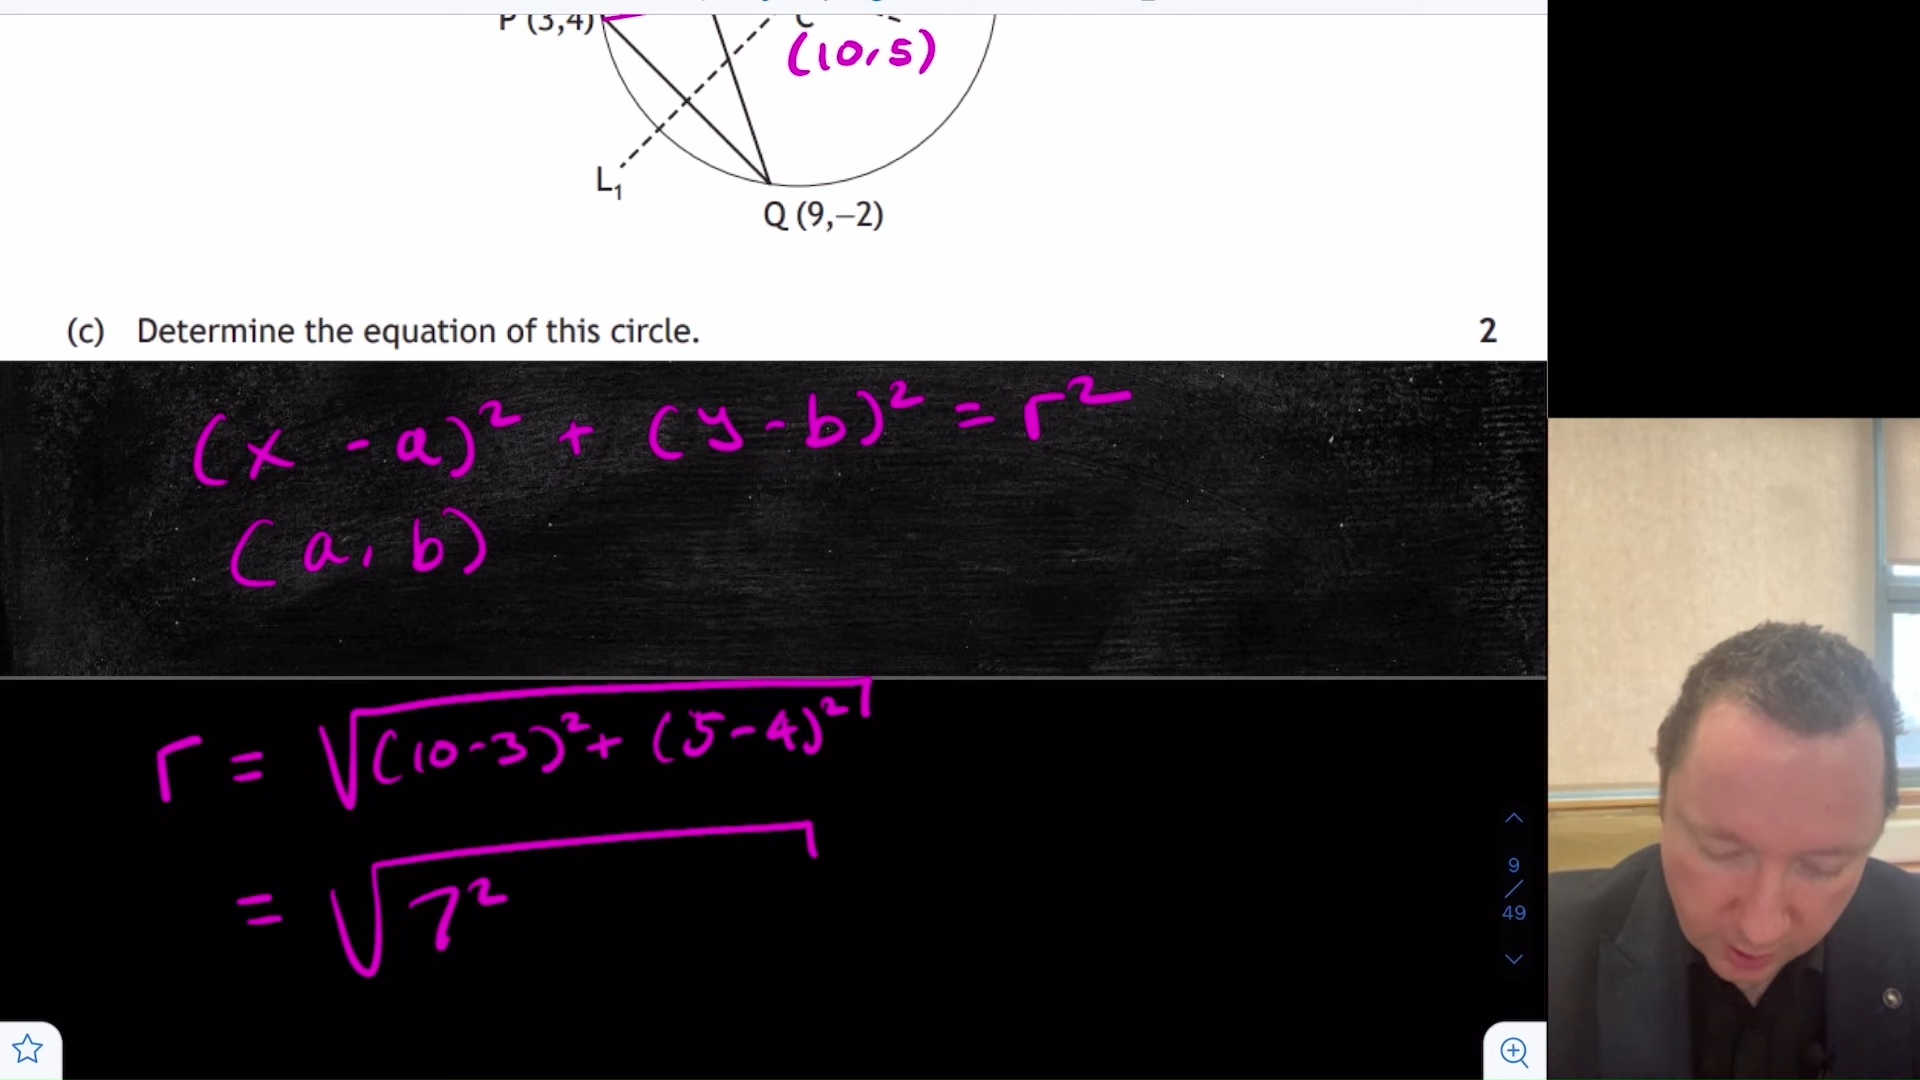 P (3,4)
C
(10,5)
L₁
Q (9,−2)
(c) Determine the equation of this circle. 2
(x - a)² + (y - b)² = r²
(a, b)
r = √(10-3)² + (5-4)²
= √7²
9
/
49